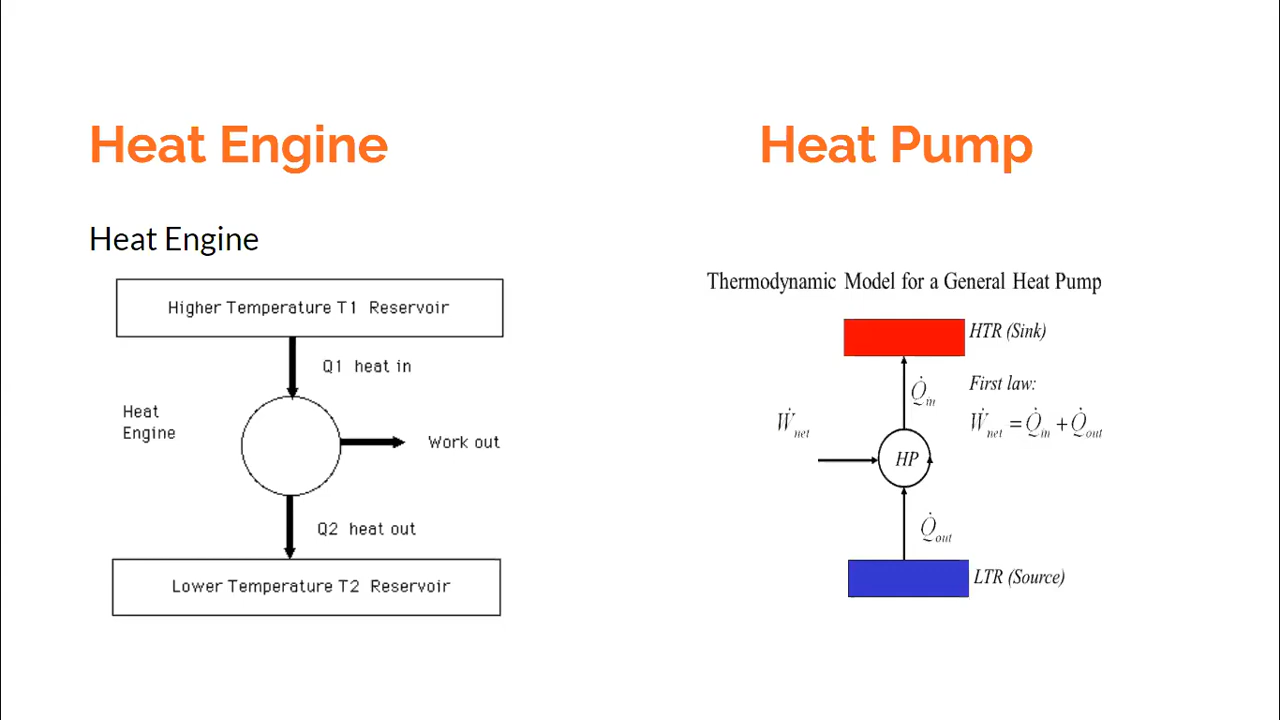 Heat Engine
Heat Pump
Heat Engine
Higher Temperature T1 Reservoir
Q1 heat in
Heat
Engine
Work out
Q2 heat out
Lower Temperature T2 Reservoir
Thermodynamic Model for a General Heat Pump
HTR (Sink)
Q̇in
First law:
Ẇnet
Ẇnet = Q̇in + Q̇out
HP
Q̇out
LTR (Source)